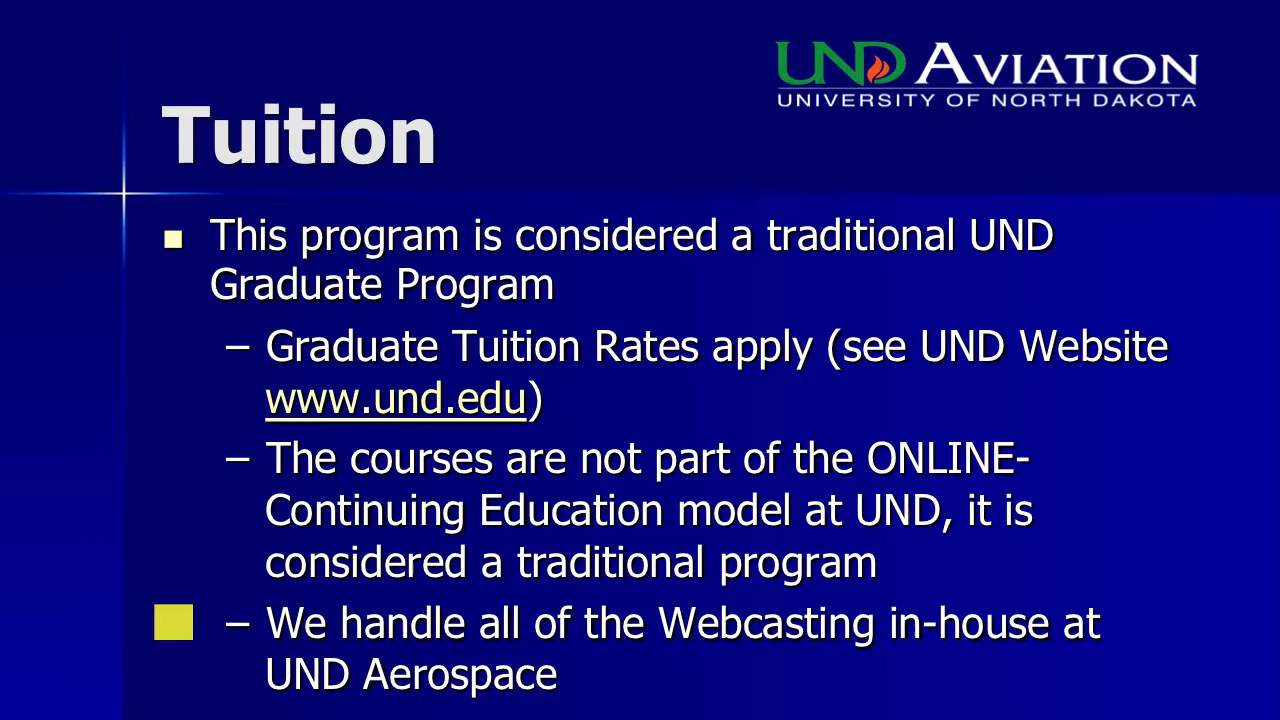 UND AVIATION
UNIVERSITY OF NORTH DAKOTA
Tuition
This program is considered a traditional UND
Graduate Program
– Graduate Tuition Rates apply (see UND Website
www.und.edu)
– The courses are not part of the ONLINE-
Continuing Education model at UND, it is
considered a traditional program
– We handle all of the Webcasting in-house at
UND Aerospace